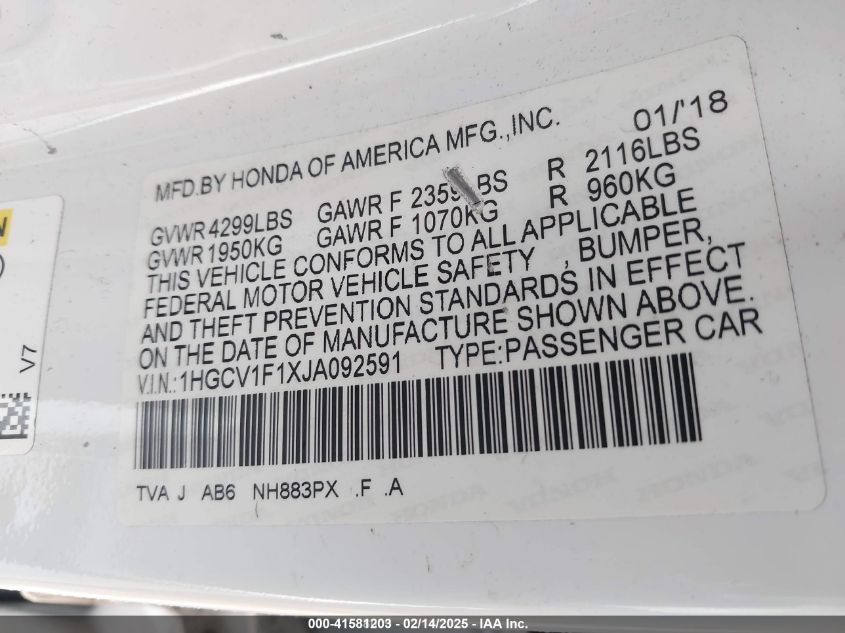 MFD.BY HONDA OF AMERICA MFG.,INC. 01/'18
GVWR 4299LBS GAWR F 2359LBS R 2116LBS
GVWR 1950KG GAWR F 1070KG R 960KG
THIS VEHICLE CONFORMS TO ALL APPLICABLE
FEDERAL MOTOR VEHICLE SAFETY , BUMPER,
AND THEFT PREVENTION STANDARDS IN EFFECT
ON THE DATE OF MANUFACTURE SHOWN ABOVE.
V.I.N.:1HGCV1F1XJA092591 TYPE:PASSENGER CAR
TVA J AB6 NH883PX .F .A
V7
000-41581203 - 02/14/2025 - IAA Inc.